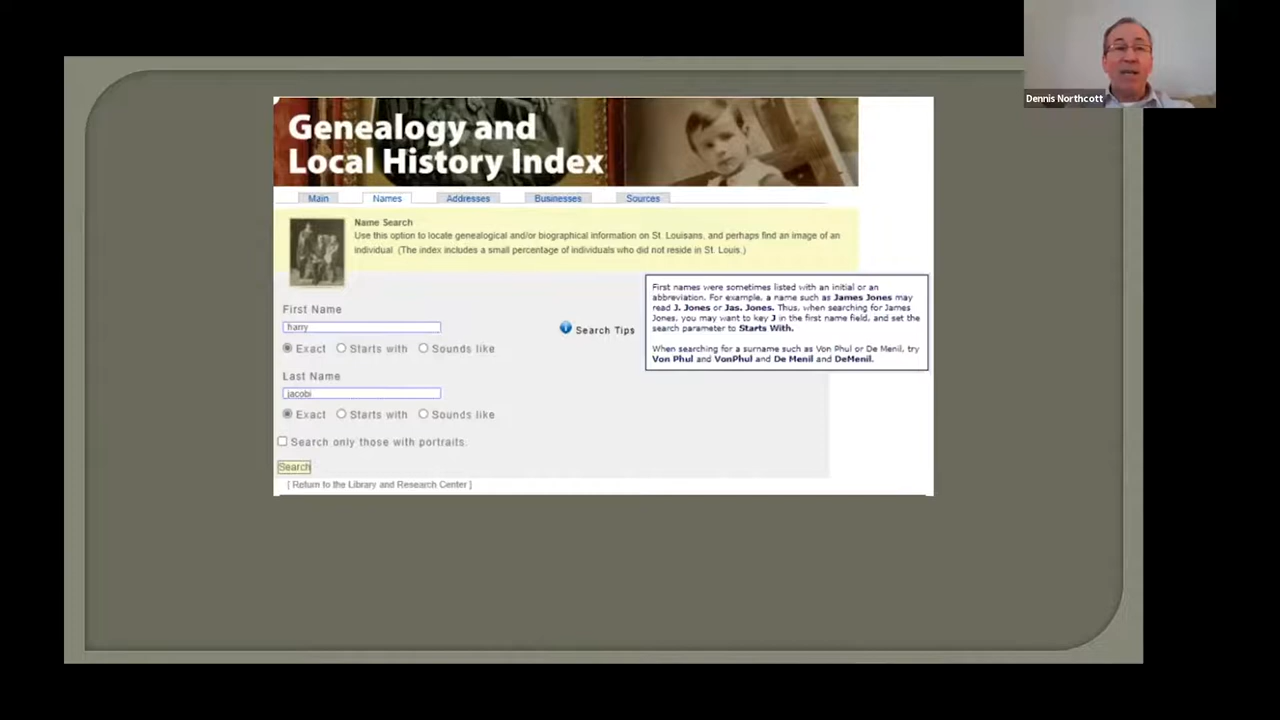 Dennis Northcott
Genealogy and
Local History Index
Main Names Addresses Businesses Sources
Name Search
Use this option to locate genealogical and/or biographical information on St. Louisans, and perhaps find an image of an
individual. (The index includes a small percentage of individuals who did not reside in St. Louis.)
First Name
harry
Exact Starts with Sounds like
Search Tips
First names were sometimes listed with an initial or an
abbreviation. For example, a name such as James Jones may
read J. Jones or Jas. Jones. Thus, when searching for James
Jones, you may want to key J in the first name field, and set the
search parameter to Starts With.
When searching for a surname such as Von Phul or De Menil, try
Von Phul and VonPhul and De Menil and DeMenil.
Last Name
jacobi
Exact Starts with Sounds like
Search only those with portraits.
Search
[ Return to the Library and Research Center ]